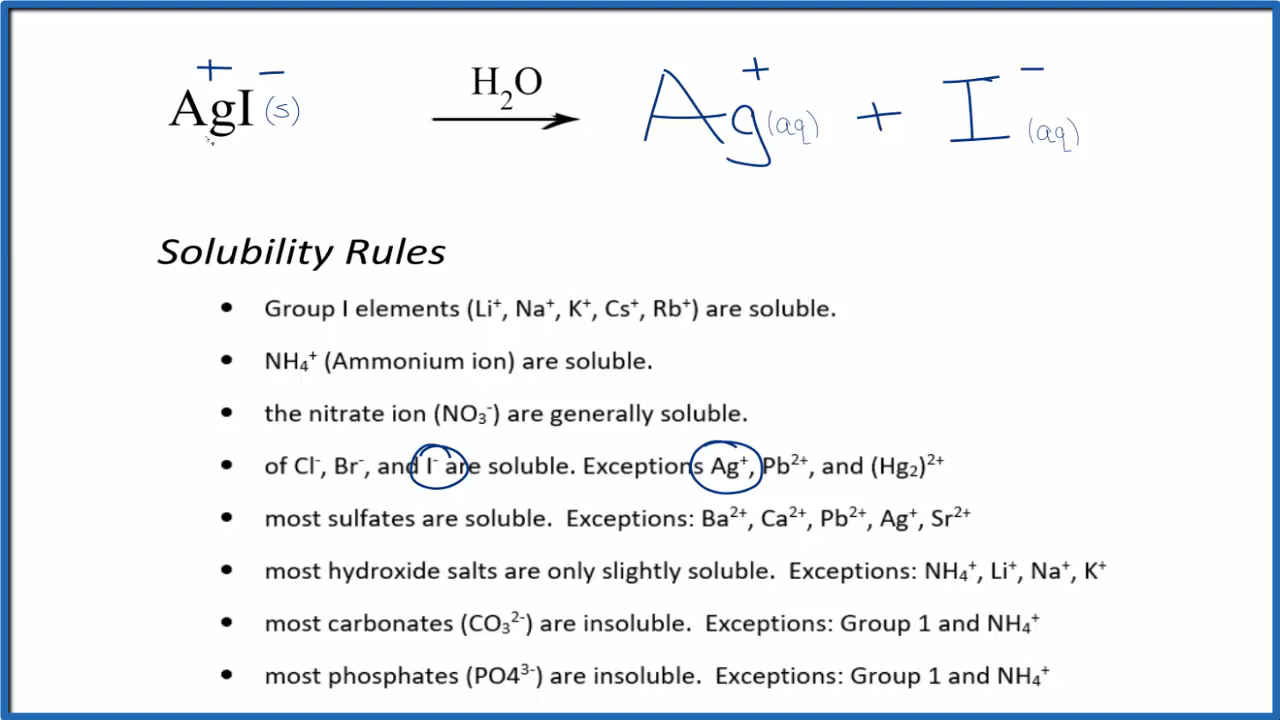 + − H₂O + −
AgI (s) → Ag (aq) + I (aq)
Solubility Rules
• Group I elements (Li⁺, Na⁺, K⁺, Cs⁺, Rb⁺) are soluble.
• NH₄⁺ (Ammonium ion) are soluble.
• the nitrate ion (NO₃⁻) are generally soluble.
• of Cl⁻, Br⁻, and I⁻ are soluble. Exceptions Ag⁺, Pb²⁺, and (Hg₂)²⁺
• most sulfates are soluble. Exceptions: Ba²⁺, Ca²⁺, Pb²⁺, Ag⁺, Sr²⁺
• most hydroxide salts are only slightly soluble. Exceptions: NH₄⁺, Li⁺, Na⁺, K⁺
• most carbonates (CO₃²⁻) are insoluble. Exceptions: Group 1 and NH₄⁺
• most phosphates (PO4³⁻) are insoluble. Exceptions: Group 1 and NH₄⁺